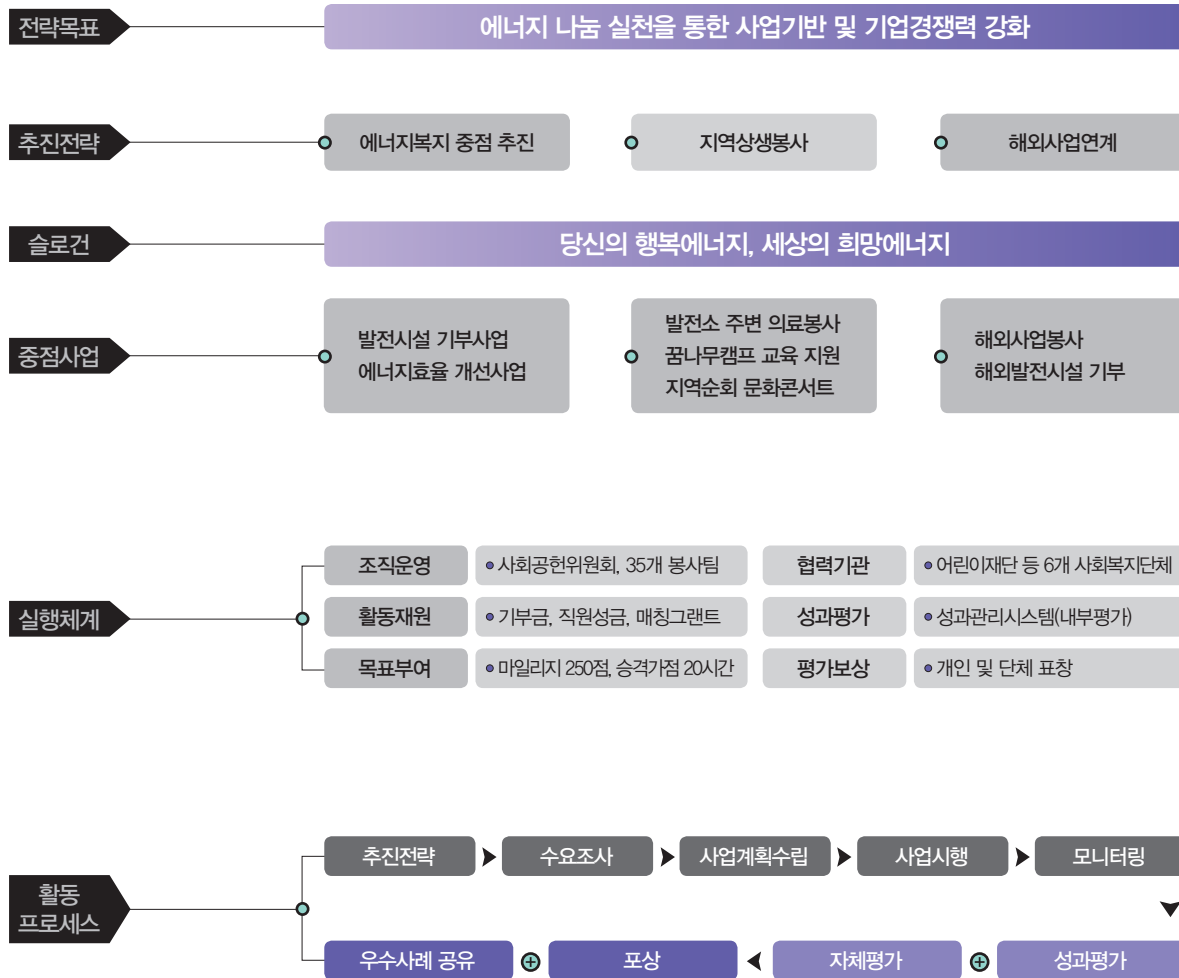 전략목표
에너지 나눔 실천을 통한 사업기반 및 기업경쟁력 강화
추진전략
에너지복지 중점 추진
지역상생봉사
해외사업연계
슬로건
당신의 행복에너지, 세상의 희망에너지
중점사업
발전시설 기부사업
에너지효율 개선사업
발전소 주변 의료봉사
꿈나무캠프 교육 지원
지역순회 문화콘서트
해외사업봉사
해외발전시설 기부
실행체계
조직운영
• 사회공헌위원회, 35개 봉사팀
협력기관
• 어린이재단 등 6개 사회복지단체
활동재원
• 기부금, 직원성금, 매칭그랜트
성과평가
• 성과관리시스템(내부평가)
목표부여
• 마일리지 250점, 승격가점 20시간
평가보상
• 개인 및 단체 표창
활동
프로세스
추진전략
수요조사
사업계획수립
사업시행
모니터링
우수사례 공유
포상
자체평가
성과평가